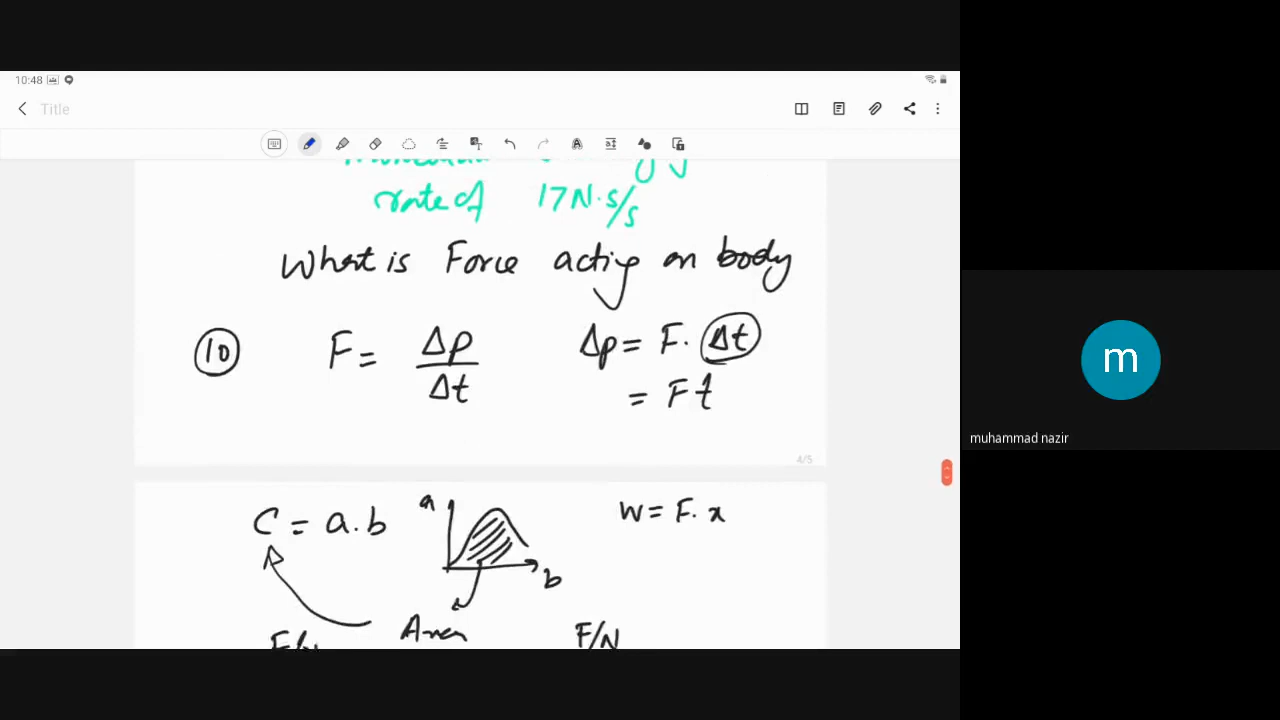 10:48
Title
rate of 17N.s/s
What is Force acting on body
10 F = Δp/Δt Δp = F. Δt
= Ft
4/5
C = a.b a b W = F. x
Area F/N
m
muhammad nazir